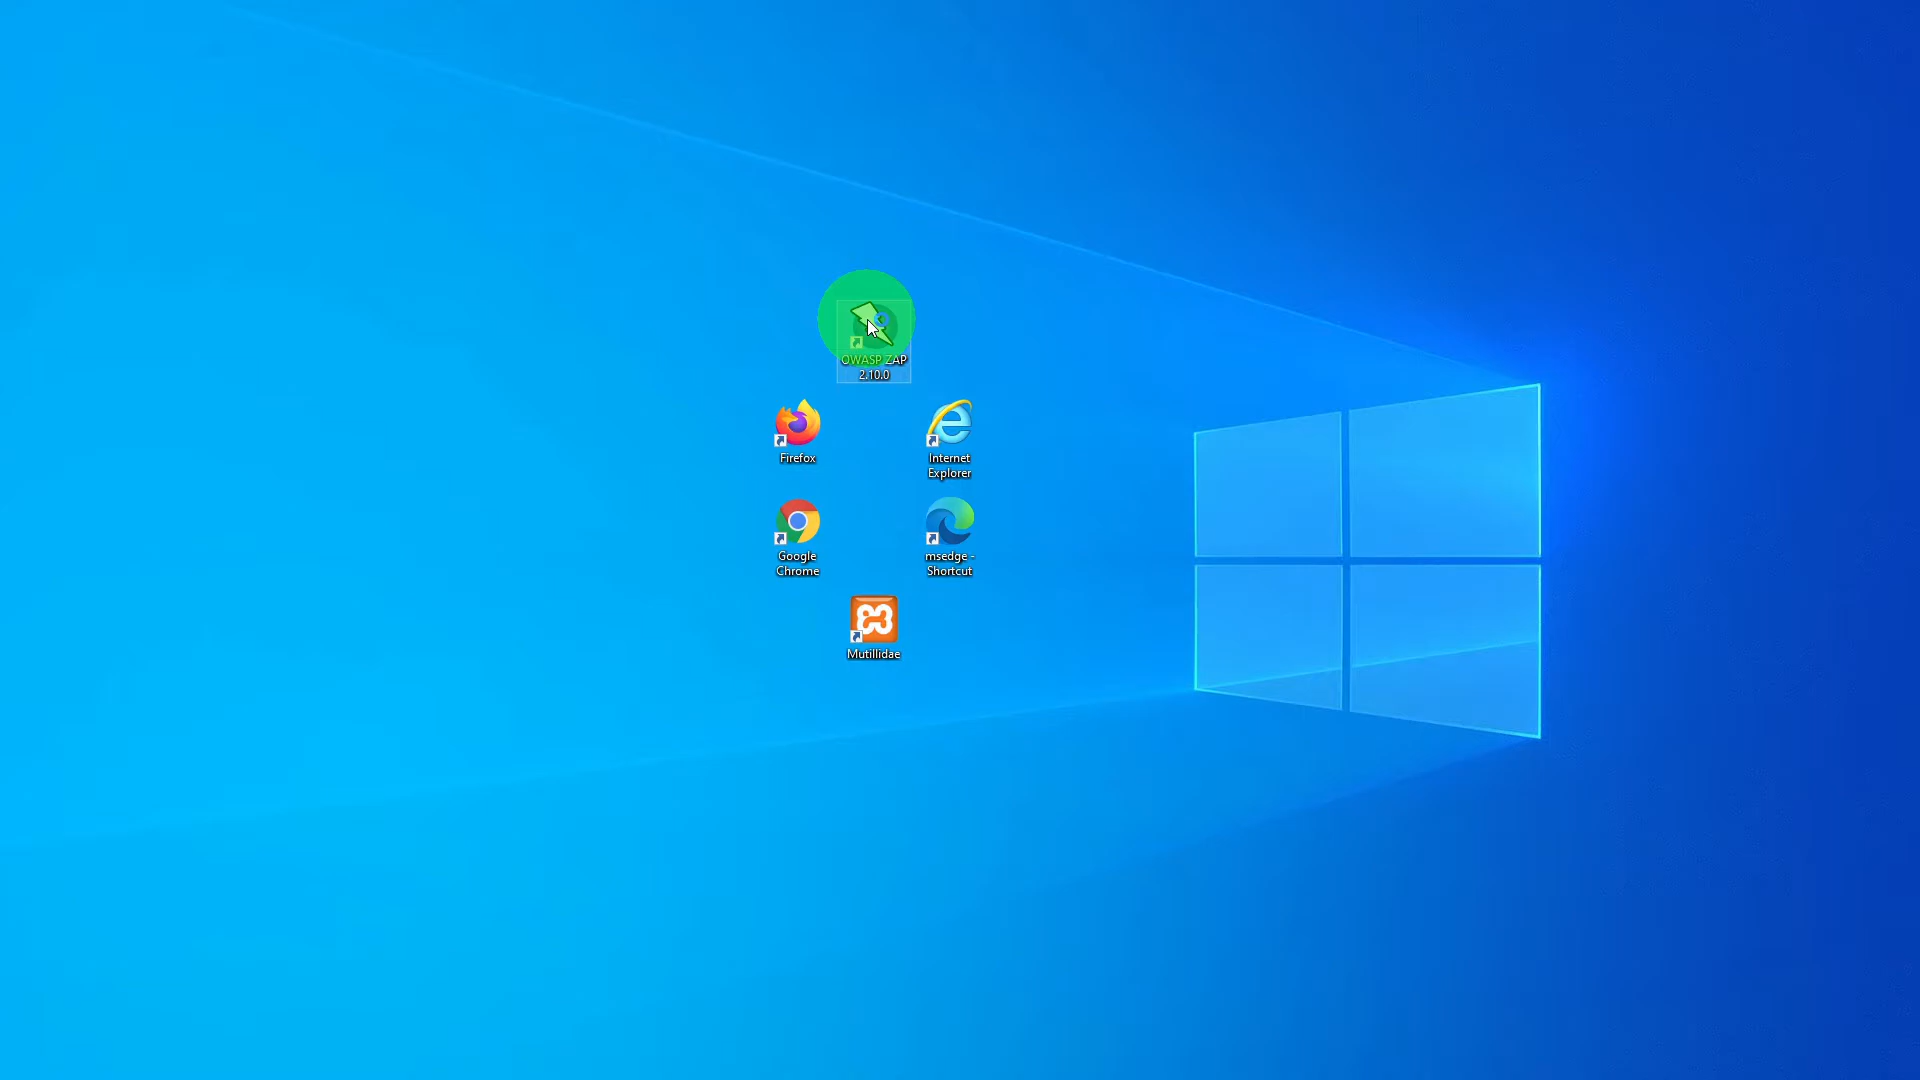 OWASP ZAP
2.10.0
Firefox
Internet
Explorer
Google
Chrome
msedge -
Shortcut
Mutillidae